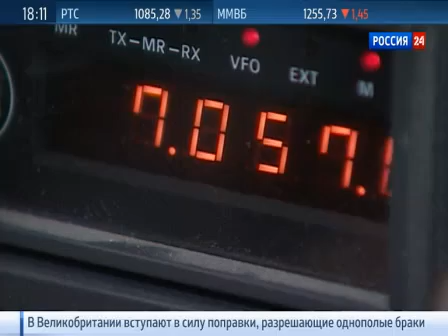 18:11 РТС 1085,28 ▼1,35 ММВБ 1255,73 ▼1,45
РОССИЯ 24
MR TX–MR–RX VFO EXT M
7.057.
В Великобритании вступают в силу поправки, разрешающие однополые браки